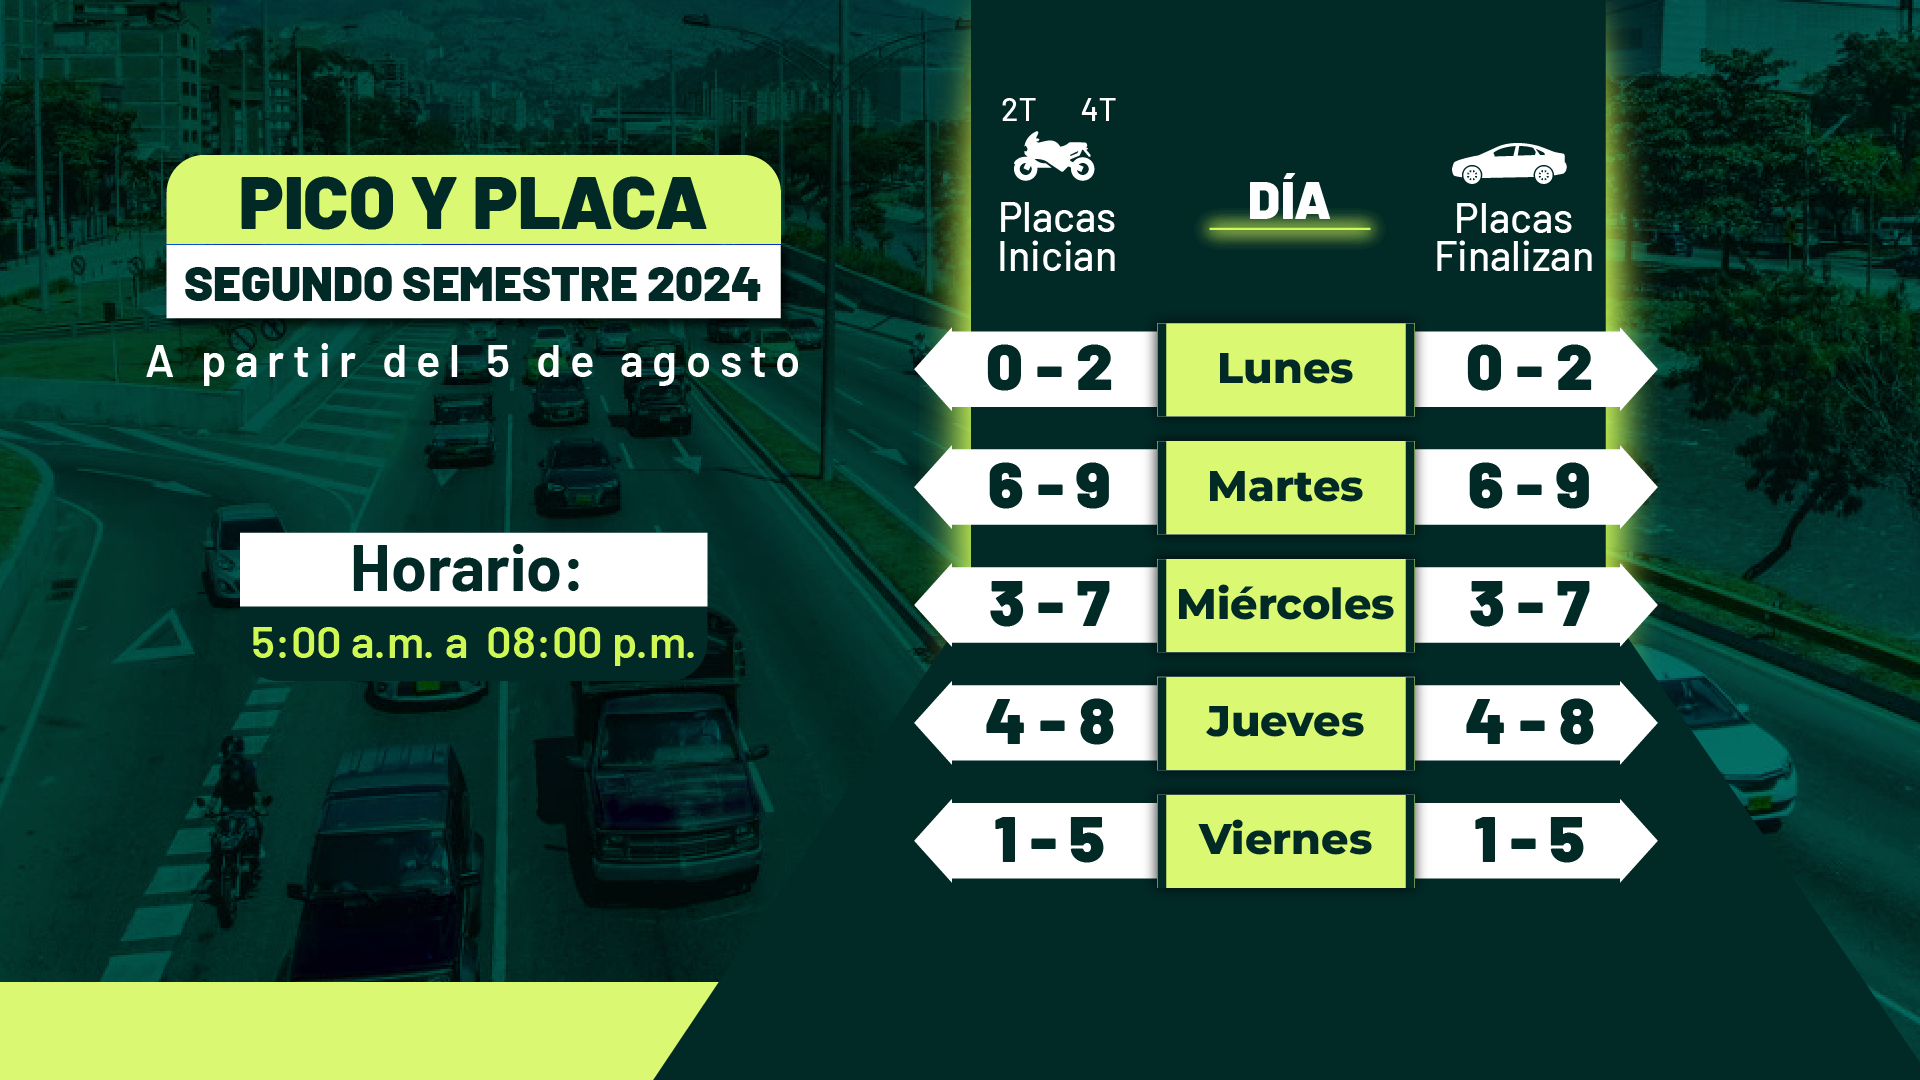 PICO Y PLACA
SEGUNDO SEMESTRE 2024
A partir del 5 de agosto
Horario:
5:00 a.m. a 08:00 p.m.
2T 4T
Placas
Inician
DÍA
Placas
Finalizan
0 - 2 Lunes 0 - 2
6 - 9 Martes 6 - 9
3 - 7 Miércoles 3 - 7
4 - 8 Jueves 4 - 8
1 - 5 Viernes 1 - 5